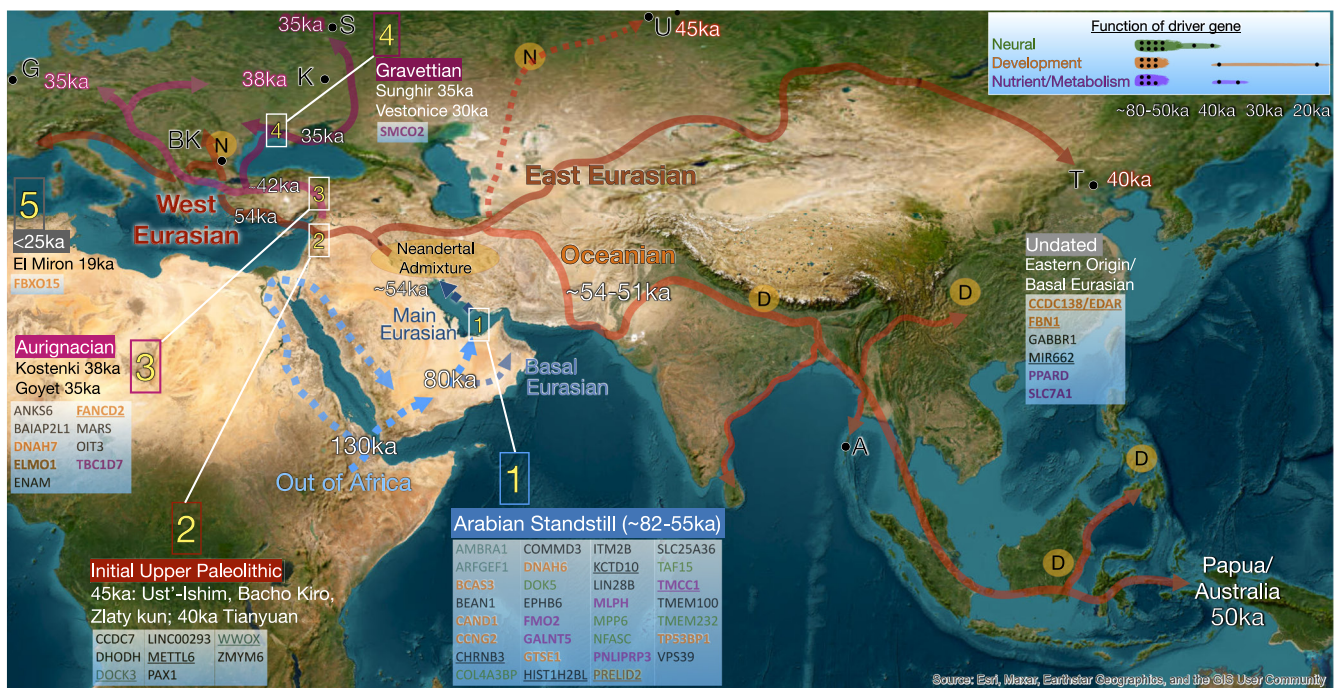 35ka
S
4
U
45ka
G
35ka
38ka
K
N
Gravettian
Sunghir 35ka
Vestonice 30ka
SMCO2
Function of driver gene
Neural
Development
Nutrient/Metabolism
~80-50ka 40ka 30ka 20ka
BK
N
4
35ka
~42ka
3
East Eurasian
T
40ka
5
West
Eurasian
54ka
2
<25ka
El Miron 19ka
FBXO15
Neandertal
Admixture
~54ka
Oceanian
~54-51ka
D
D
Undated
Eastern Origin/
Basal Eurasian
CCDC138/EDAR
FBN1
GABBR1
MIR662
PPARD
SLC7A1
Main
Eurasian
1
Basal
Eurasian
80ka
Aurignacian
Kostenki 38ka
Goyet 35ka
3
ANKS6 FANCD2
BAIAP2L1 MARS
DNAH7 OIT3
ELMO1 TBC1D7
ENAM
130ka
Out of Africa
A
D
D
1
2
Initial Upper Paleolithic
45ka: Ust'-Ishim, Bacho Kiro,
Zlaty kun; 40ka Tianyuan
CCDC7 LINC00293 WWOX
DHODH METTL6 ZMYM6
DOCK3 PAX1
Arabian Standstill (~82-55ka)
AMBRA1 COMMD3 ITM2B SLC25A36
ARFGEF1 DNAH6 KCTD10 TAF15
BCAS3 DOK5 LIN28B TMCC1
BEAN1 EPHB6 MLPH TMEM100
CAND1 FMO2 MPP6 TMEM232
CCNG2 GALNT5 NFASC TP53BP1
CHRNB3 GTSE1 PNLIPRP3 VPS39
COL4A3BP HIST1H2BL PRELID2
Papua/
Australia
50ka
Source: Esri, Maxar, Earthstar Geographics, and the GIS User Community